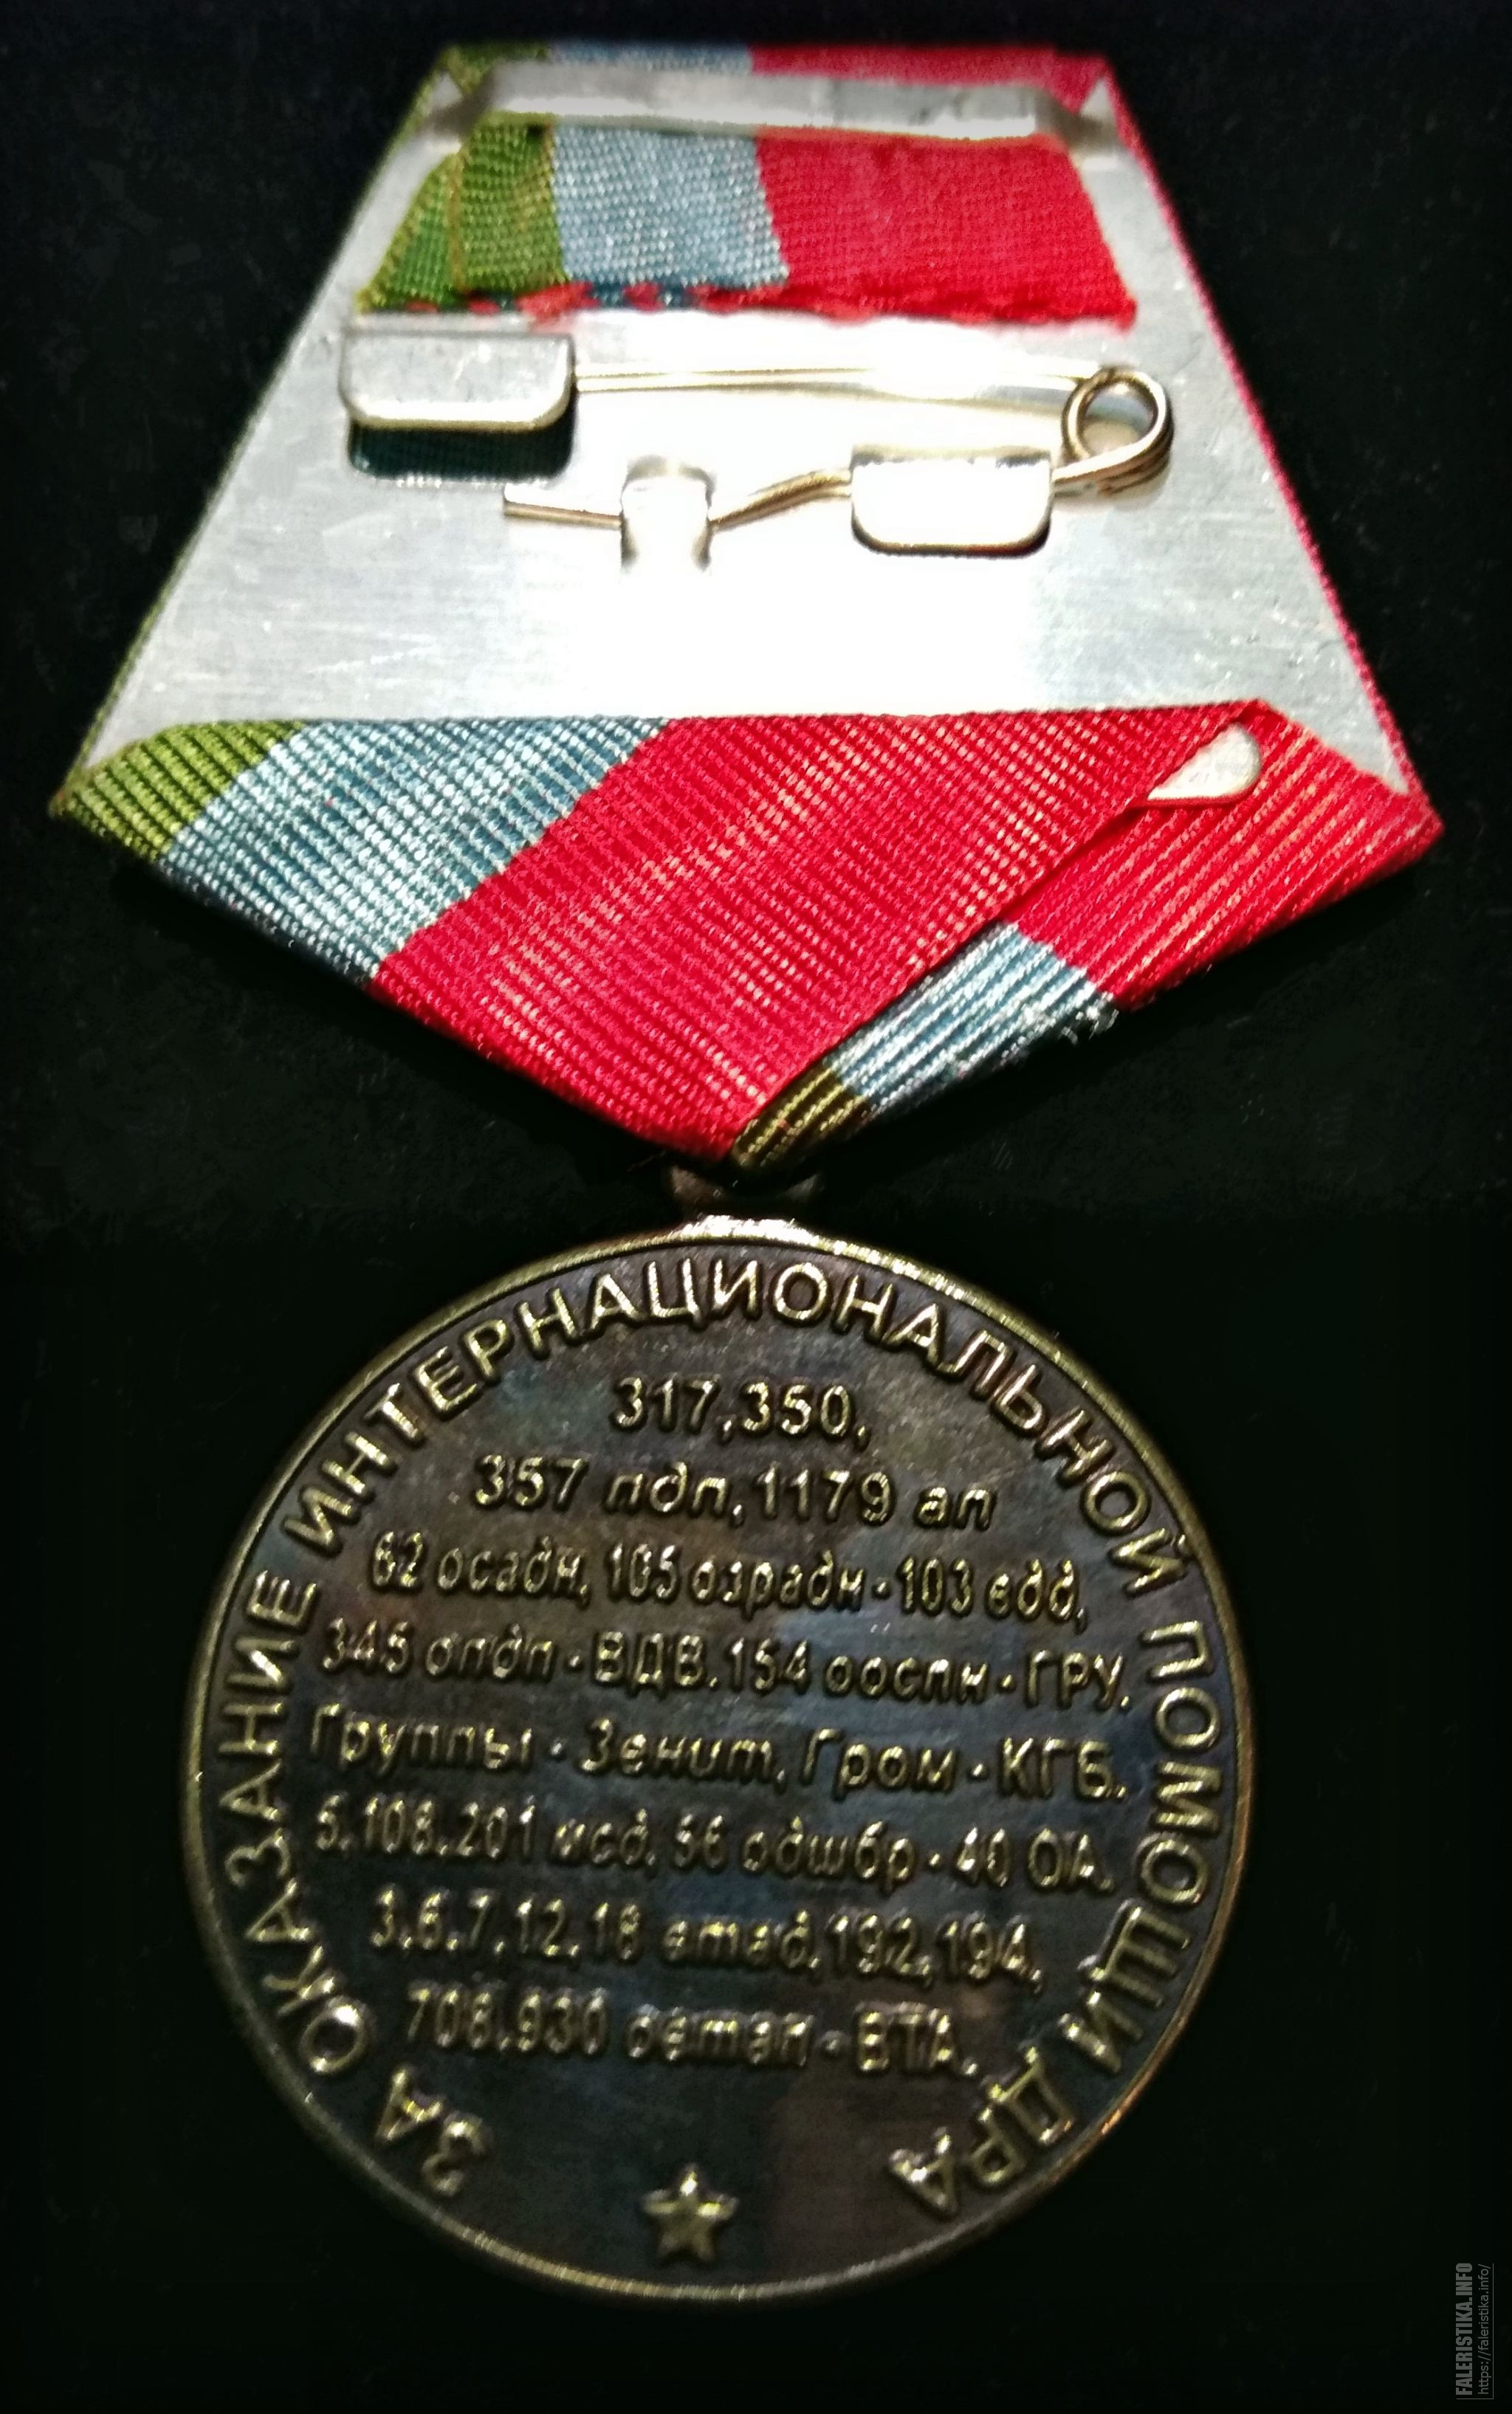 ЗА ОКАЗАНИЕ ИНТЕРНАЦИОНАЛЬНОЙ ПОМОЩИ ДРА
317,350,
357 пдп, 1179 ап
62 осадн, 105 озрадн - 103 вдд,
345 опдп - ВДВ. 154 ооспн - ГРУ.
Группы - Зенит, Гром - КГБ.
5.108.201 мсд. 56 одшбр - 40 ОА.
3.6.7.12.18 втад, 192,194,
708.930 овтап - ВТА.
FALERISTIKA.INFO
https://faleristika.info/